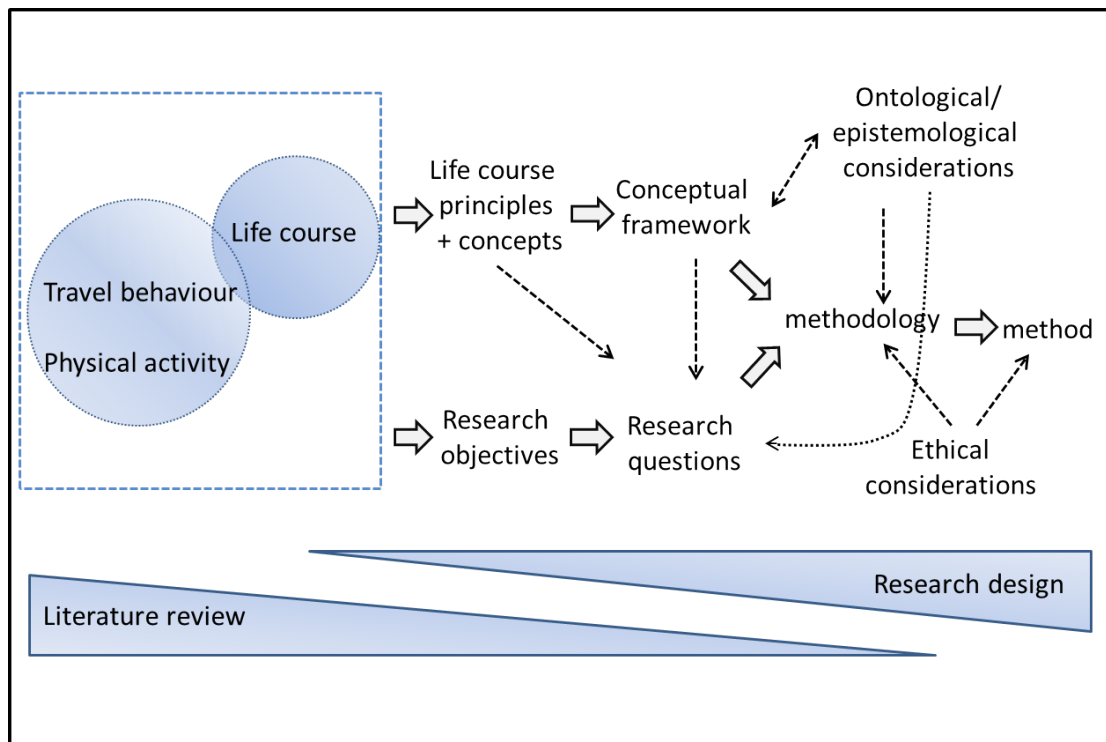 Travel behaviour
Physical activity
Life course
Life course
principles
+ concepts
Conceptual
framework
Ontological/
epistemological
considerations
methodology
method
Research
objectives
Research
questions
Ethical
considerations
Research design
Literature review